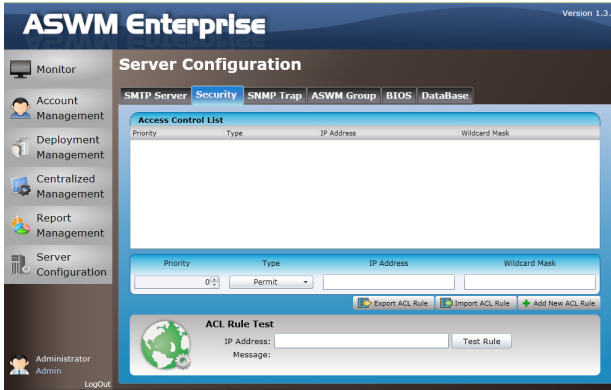 ASWM Enterprise
Version 1.3.
Monitor
Account
Management
Deployment
Management
Centralized
Management
Report
Management
Server
Configuration
Administrator
Admin
LogOut
Server Configuration
SMTP Server Security SNMP Trap ASWM Group BIOS DataBase
Access Control List
Priority Type IP Address Wildcard Mask
Priority Type IP Address Wildcard Mask
0 Permit
Export ACL Rule Import ACL Rule Add New ACL Rule
ACL Rule Test
IP Address: Test Rule
Message: